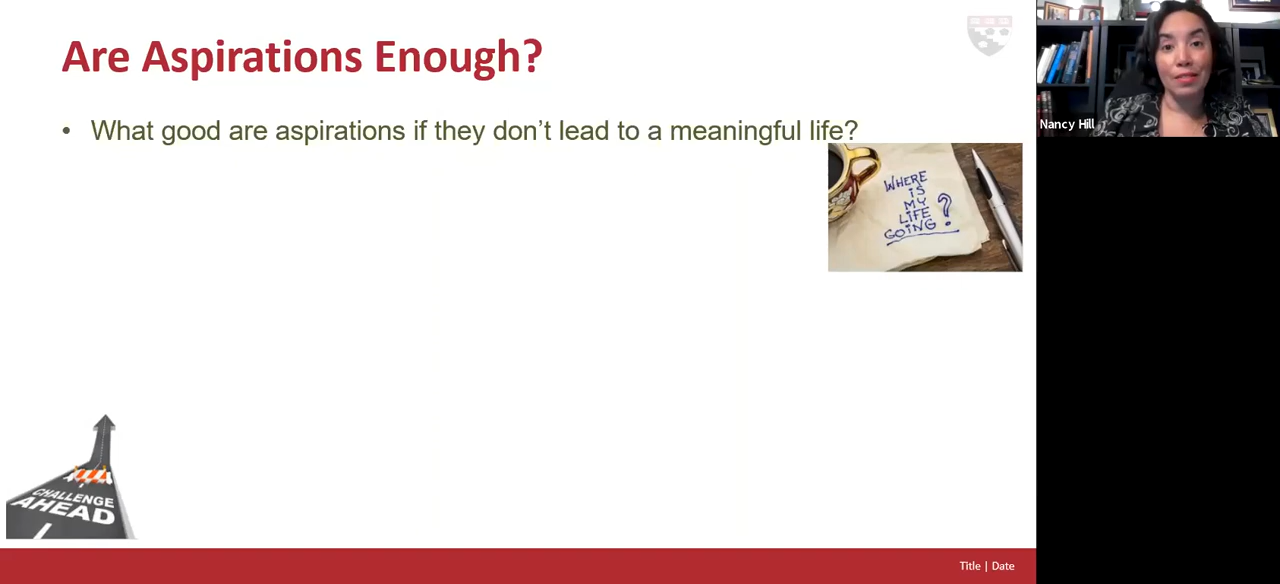 Are Aspirations Enough?
• What good are aspirations if they don't lead to a meaningful life?
WHERE
iS
MY
LIFE
GOING?
CHALLENGE
AHEAD
Title | Date
Nancy Hill